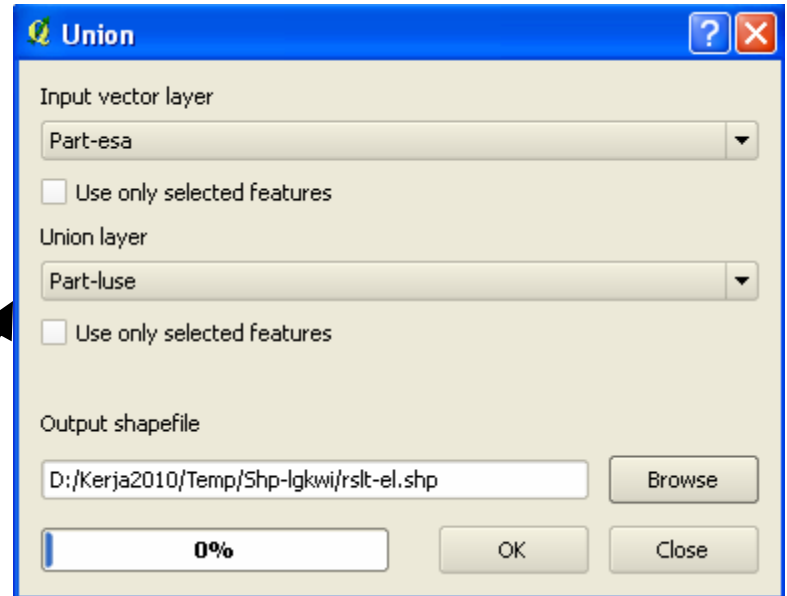 Union
Input vector layer
Part-esa
Use only selected features
Union layer
Part-luse
Use only selected features
Output shapefile
D:/Kerja2010/Temp/Shp-lgkwi/rslt-el.shp Browse
0% OK Close